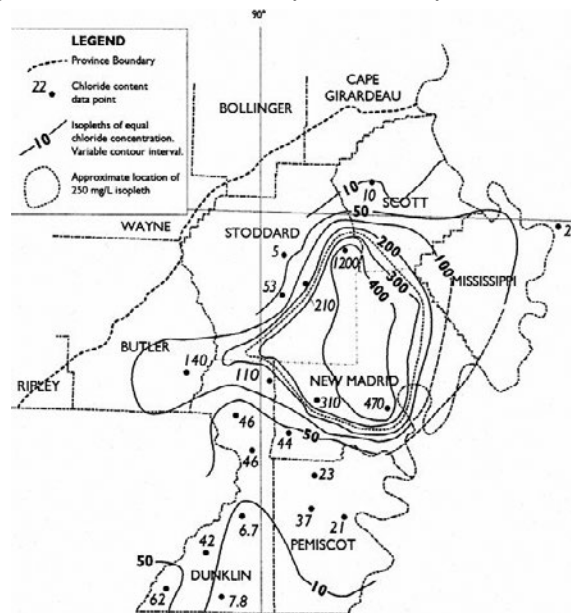 90°
LEGEND
Province Boundary
22
Chloride content
data point
10
Isopleths of equal
chloride concentration.
Variable contour interval.
Approximate location of
250 mg/L isopleth
CAPE
GIRARDEAU
BOLLINGER
10
10
SCOTT
50
WAYNE
STODDARD
200
2
5
1200
100
300
MISSISSIPPI
53
210
400
BUTLER
140
RIPLEY
110
NEW MADRID
310
470
46
50
44
46
23
37
21
6.7
PEMISCOT
42
50
DUNKLIN
10
62
7.8